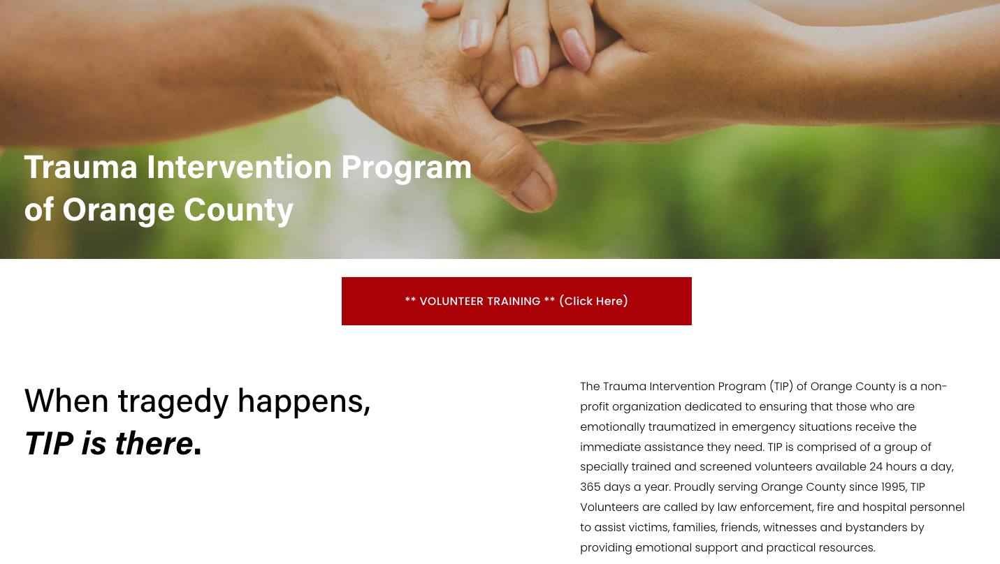 Trauma Intervention Program
of Orange County
** VOLUNTEER TRAINING ** (Click Here)
When tragedy happens,
TIP is there.
The Trauma Intervention Program (TIP) of Orange County is a non-
profit organization dedicated to ensuring that those who are
emotionally traumatized in emergency situations receive the
immediate assistance they need. TIP is comprised of a group of
specially trained and screened volunteers available 24 hours a day,
365 days a year. Proudly serving Orange County since 1995, TIP
Volunteers are called by law enforcement, fire and hospital personnel
to assist victims, families, friends, witnesses and bystanders by
providing emotional support and practical resources.